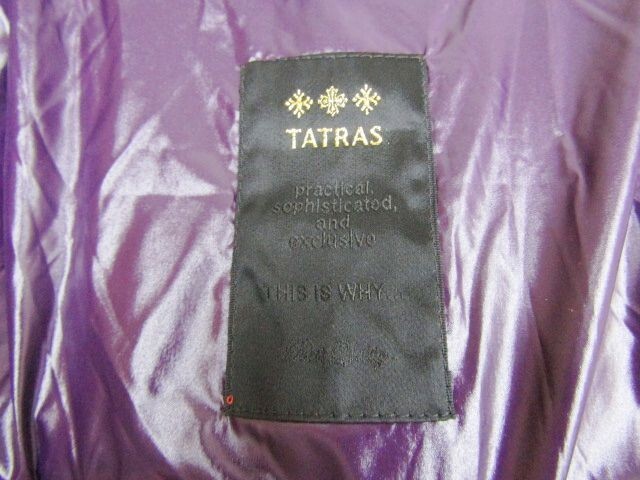 TATRAS
practical,
sophisticated,
and
exclusive
THIS IS WHY...